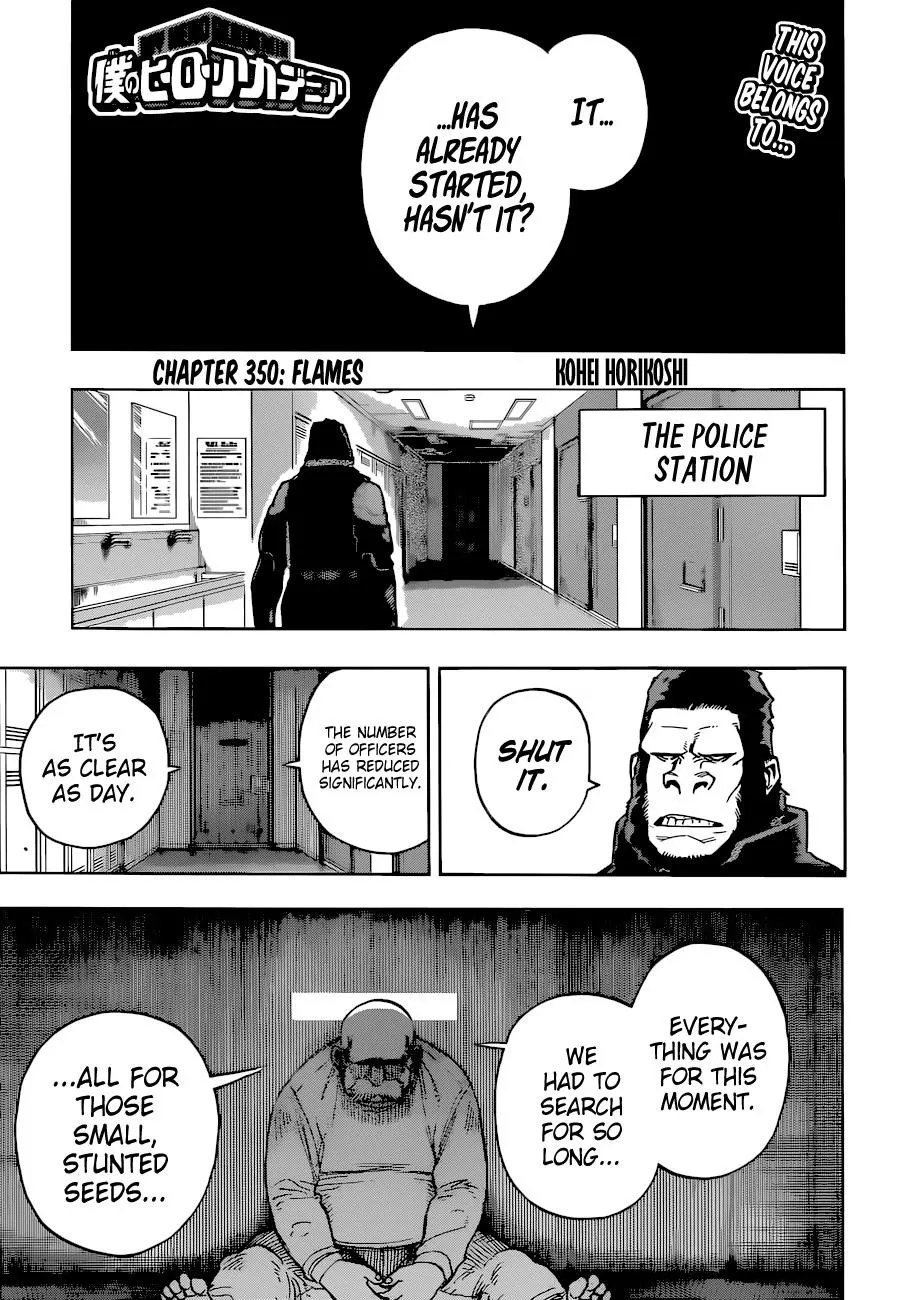 THIS
VOICE
BELONGS
TO...
IT...
...HAS
ALREADY
STARTED,
HASN'T IT?
僕のヒーローアカデミア
CHAPTER 350: FLAMES
KOHEI HORIKOSHI
THE POLICE
STATION
SHUT
IT.
THE NUMBER
OF OFFICERS
HAS REDUCED
SIGNIFICANTLY.
IT'S
AS CLEAR
AS DAY.
EVERY-
THING WAS
FOR THIS
MOMENT.
WE
HAD TO
SEARCH
FOR SO
LONG...
...ALL FOR
THOSE
SMALL,
STUNTED
SEEDS...